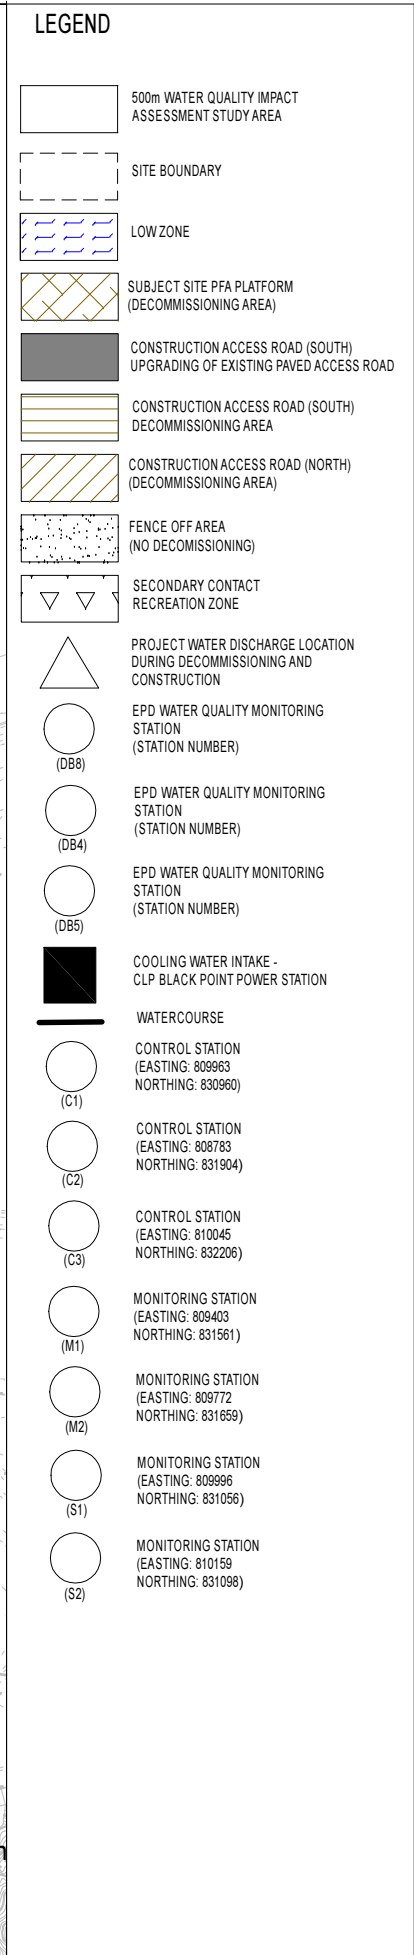 LEGEND
500m WATER QUALITY IMPACT
ASSESSMENT STUDY AREA
SITE BOUNDARY
LOW ZONE
SUBJECT SITE PFA PLATFORM
(DECOMMISSIONING AREA)
CONSTRUCTION ACCESS ROAD (SOUTH)
UPGRADING OF EXISTING PAVED ACCESS ROAD
CONSTRUCTION ACCESS ROAD (SOUTH)
DECOMMISSIONING AREA
CONSTRUCTION ACCESS ROAD (NORTH)
(DECOMMISSIONING AREA)
FENCE OFF AREA
(NO DECOMISSIONING)
SECONDARY CONTACT
RECREATION ZONE
PROJECT WATER DISCHARGE LOCATION
DURING DECOMMISSIONING AND
CONSTRUCTION
EPD WATER QUALITY MONITORING
STATION
(STATION NUMBER)
(DB8)
EPD WATER QUALITY MONITORING
STATION
(STATION NUMBER)
(DB4)
EPD WATER QUALITY MONITORING
STATION
(STATION NUMBER)
(DB5)
COOLING WATER INTAKE -
CLP BLACK POINT POWER STATION
WATERCOURSE
CONTROL STATION
(EASTING: 809963
NORTHING: 830960)
(C1)
CONTROL STATION
(EASTING: 808783
NORTHING: 831904)
(C2)
CONTROL STATION
(EASTING: 810045
NORTHING: 832206)
(C3)
MONITORING STATION
(EASTING: 809403
NORTHING: 831561)
(M1)
MONITORING STATION
(EASTING: 809772
NORTHING: 831659)
(M2)
MONITORING STATION
(EASTING: 809996
NORTHING: 831056)
(S1)
MONITORING STATION
(EASTING: 810159
NORTHING: 831098)
(S2)